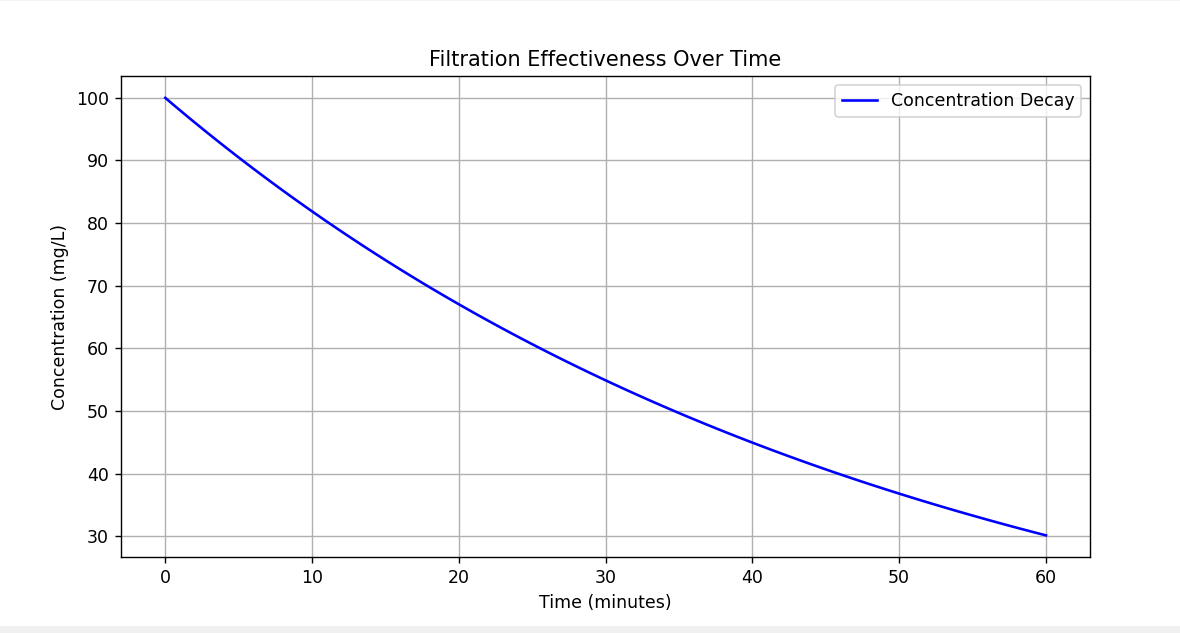 Filtration Effectiveness Over Time
Concentration Decay
100
90
80
70
60
50
40
30
Concentration (mg/L)
0 10 20 30 40 50 60
Time (minutes)